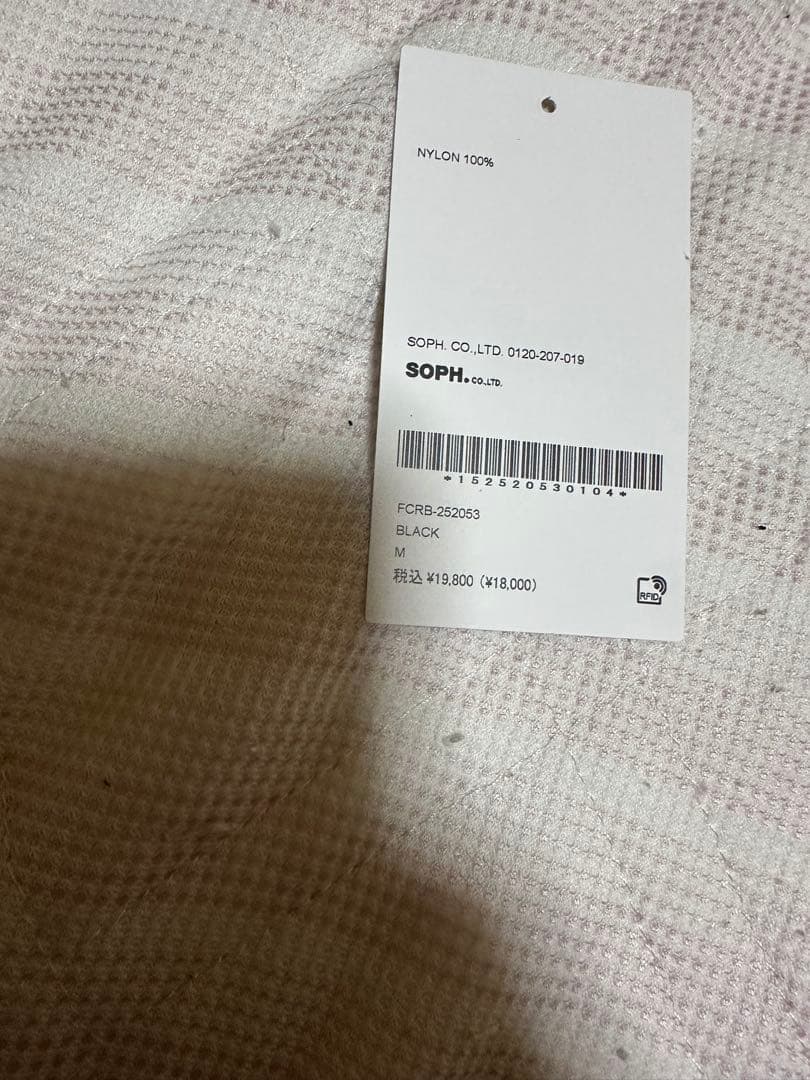 NYLON 100%
SOPH. CO.,LTD. 0120-207-019
SOPH. CO.,LTD.
*152520530104*
FCRB-252053
BLACK
M
税込 ¥19,800 (¥18,000)
RFID